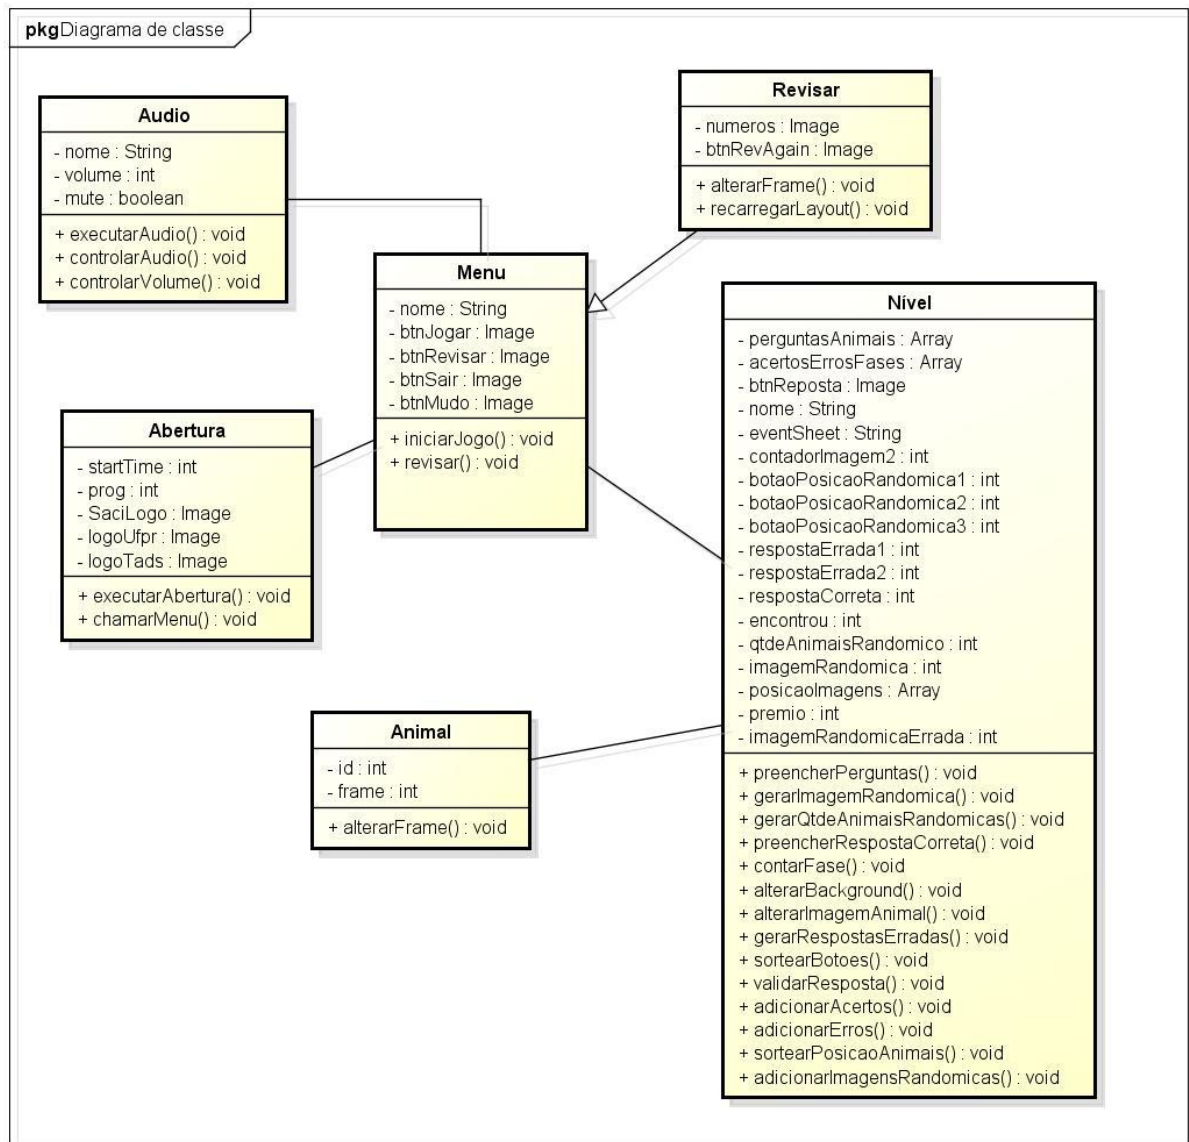 pkgDiagrama de classe
Audio
- nome : String
- volume : int
- mute : boolean
+ executarAudio() : void
+ controlarAudio() : void
+ controlarVolume() : void
Revisar
- numeros : Image
- btnRevAgain : Image
+ alterarFrame() : void
+ recarregarLayout() : void
Menu
- nome : String
- btnJogar : Image
- btnRevisar : Image
- btnSair : Image
- btnMudo : Image
+ iniciarJogo() : void
+ revisar() : void
Abertura
- startTime : int
- prog : int
- SaciLogo : Image
- logoUfpr : Image
- logoTads : Image
+ executarAbertura() : void
+ chamarMenu() : void
Nível
- perguntasAnimais : Array
- acertosErrosFases : Array
- btnReposta : Image
- nome : String
- eventSheet : String
- contadorImagem2 : int
- botaoPosicaoRandomica1 : int
- botaoPosicaoRandomica2 : int
- botaoPosicaoRandomica3 : int
- respostaErrada1 : int
- respostaErrada2 : int
- respostaCorreta : int
- encontrou : int
- qtdeAnimaisRandomico : int
- imagemRandomica : int
- posicaoImagens : Array
- premio : int
- imagemRandomicaErrada : int
+ preencherPerguntas() : void
+ gerarImagemRandomica() : void
+ gerarQtdeAnimaisRandomicas() : void
+ preencherRespostaCorreta() : void
+ contarFase() : void
+ alterarBackground() : void
+ alterarImagemAnimal() : void
+ gerarRespostasErradas() : void
+ sortearBotoes() : void
+ validarResposta() : void
+ adicionarAcertos() : void
+ adicionarErros() : void
+ sortearPosicaoAnimais() : void
+ adicionarImagensRandomicas() : void
Animal
- id : int
- frame : int
+ alterarFrame() : void